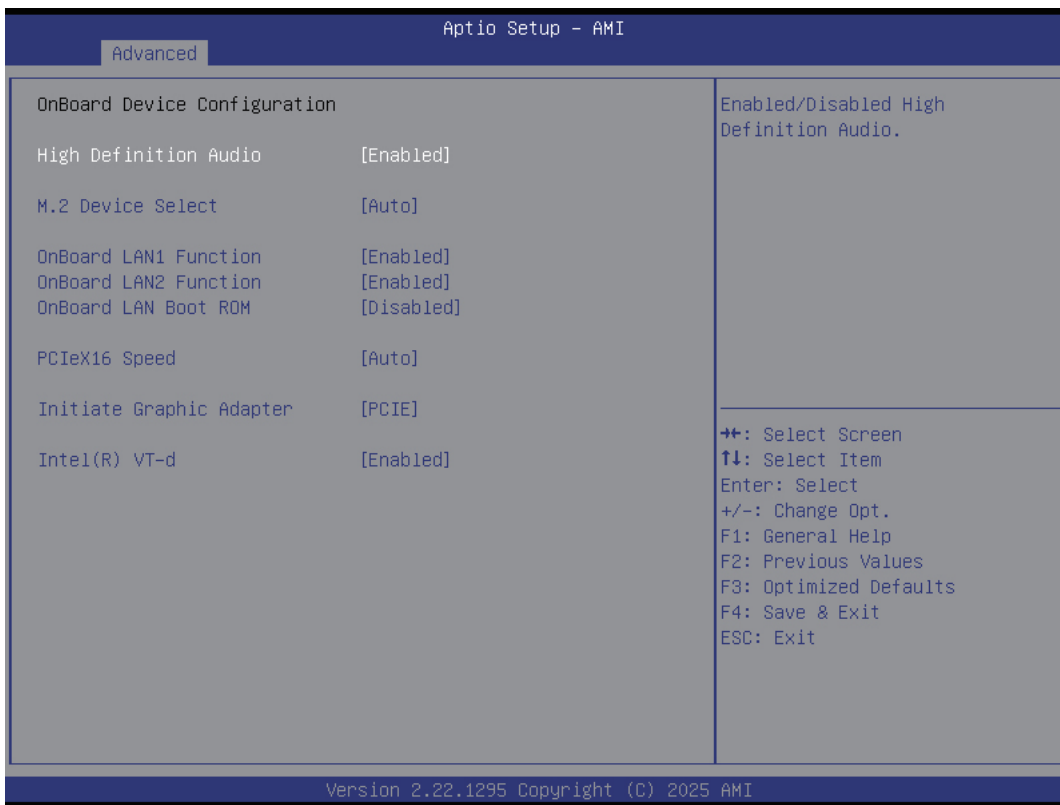 Aptio Setup – AMI
Advanced
OnBoard Device Configuration
High Definition Audio [Enabled]
M.2 Device Select [Auto]
OnBoard LAN1 Function [Enabled]
OnBoard LAN2 Function [Enabled]
OnBoard LAN Boot ROM [Disabled]
PCIeX16 Speed [Auto]
Initiate Graphic Adapter [PCIE]
Intel(R) VT-d [Enabled]
Enabled/Disabled High
Definition Audio.
→←: Select Screen
↑↓: Select Item
Enter: Select
+/-: Change Opt.
F1: General Help
F2: Previous Values
F3: Optimized Defaults
F4: Save & Exit
ESC: Exit
Version 2.22.1295 Copyright (C) 2025 AMI